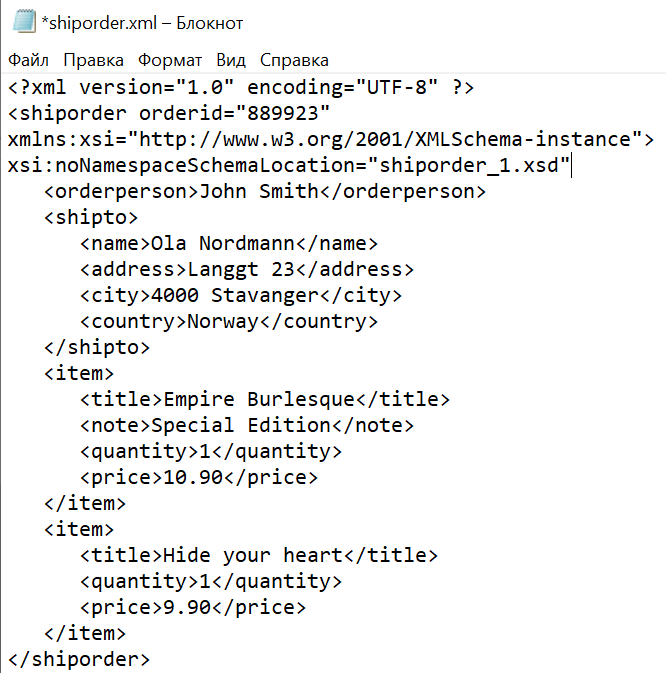 *shiporder.xml – Блокнот
Файл Правка Формат Вид Справка
<?xml version="1.0" encoding="UTF-8" ?>
<shiporder orderid="889923"
xmlns:xsi="http://www.w3.org/2001/XMLSchema-instance">
xsi:noNamespaceSchemaLocation="shiporder_1.xsd"
   <orderperson>John Smith</orderperson>
   <shipto>
      <name>Ola Nordmann</name>
      <address>Langgt 23</address>
      <city>4000 Stavanger</city>
      <country>Norway</country>
   </shipto>
   <item>
      <title>Empire Burlesque</title>
      <note>Special Edition</note>
      <quantity>1</quantity>
      <price>10.90</price>
   </item>
   <item>
      <title>Hide your heart</title>
      <quantity>1</quantity>
      <price>9.90</price>
   </item>
</shiporder>